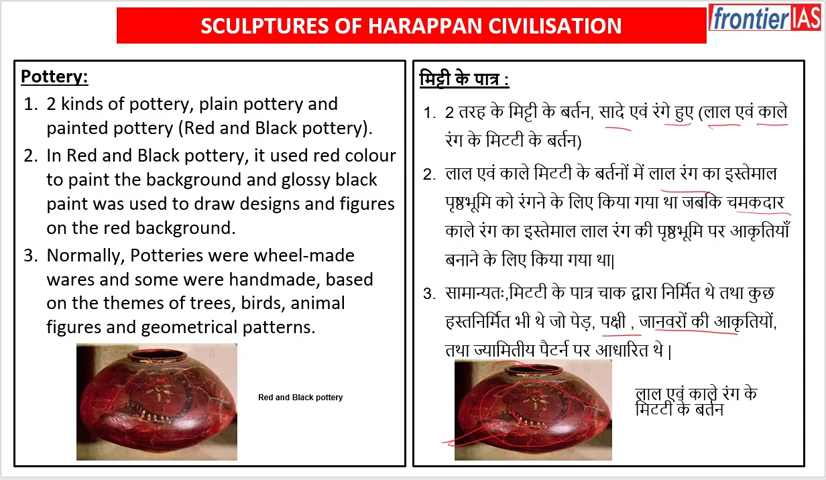 SCULPTURES OF HARAPPAN CIVILISATION
frontier IAS
Pottery:
1. 2 kinds of pottery, plain pottery and
painted pottery (Red and Black pottery).
2. In Red and Black pottery, it used red colour
to paint the background and glossy black
paint was used to draw designs and figures
on the red background.
3. Normally, Potteries were wheel-made
wares and some were handmade, based
on the themes of trees, birds, animal
figures and geometrical patterns.
Red and Black pottery
मिट्टी के पात्र :
1. 2 तरह के मिट्टी के बर्तन, सादे एवं रंगे हुए (लाल एवं काले
रंग के मिटटी के बर्तन)
2. लाल एवं काले मिटटी के बर्तनों में लाल रंग का इस्तेमाल
पृष्ठभूमि को रंगने के लिए किया गया था जबकि चमकदार
काले रंग का इस्तेमाल लाल रंग की पृष्ठभूमि पर आकृतियाँ
बनाने के लिए किया गया था|
3. सामान्यतः,मिटटी के पात्र चाक द्वारा निर्मित थे तथा कुछ
हस्तनिर्मित भी थे जो पेड़, पक्षी , जानवरों की आकृतियों,
तथा ज्यामितीय पैटर्न पर आधारित थे |
लाल एवं काले रंग के
मिटटी के बर्तन